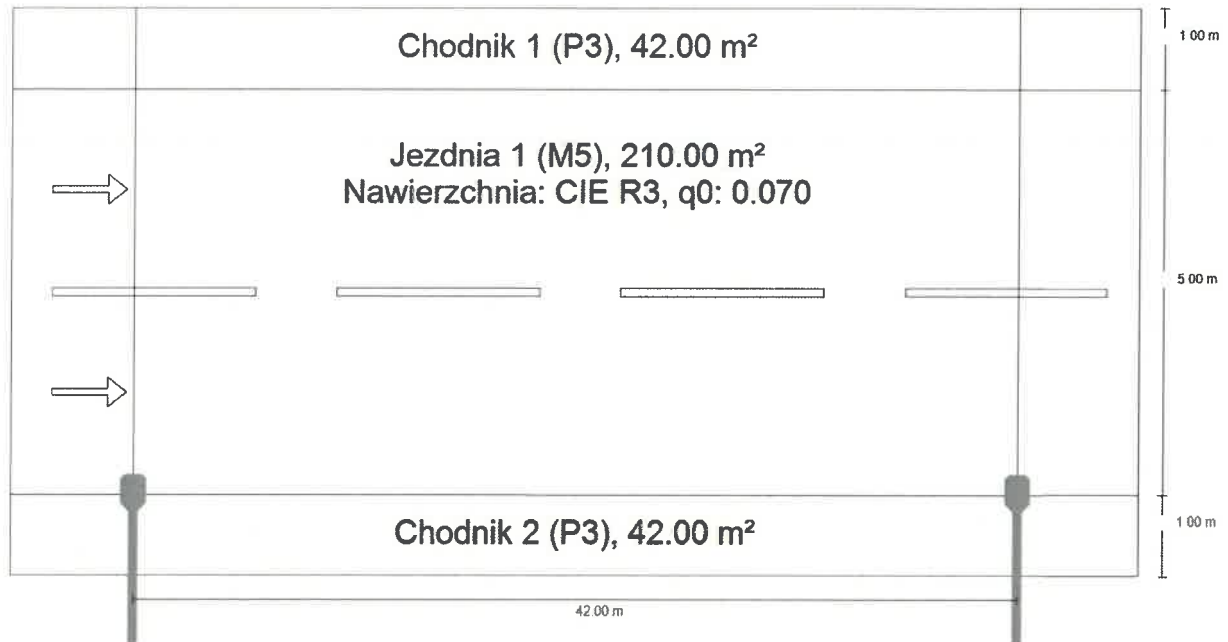 Chodnik 1 (P3), 42.00 m²
1 00 m
Jezdnia 1 (M5), 210.00 m²
Nawierzchnia: CIE R3, q0: 0.070
5 00 m
Chodnik 2 (P3), 42.00 m²
1 00 m
42.00 m